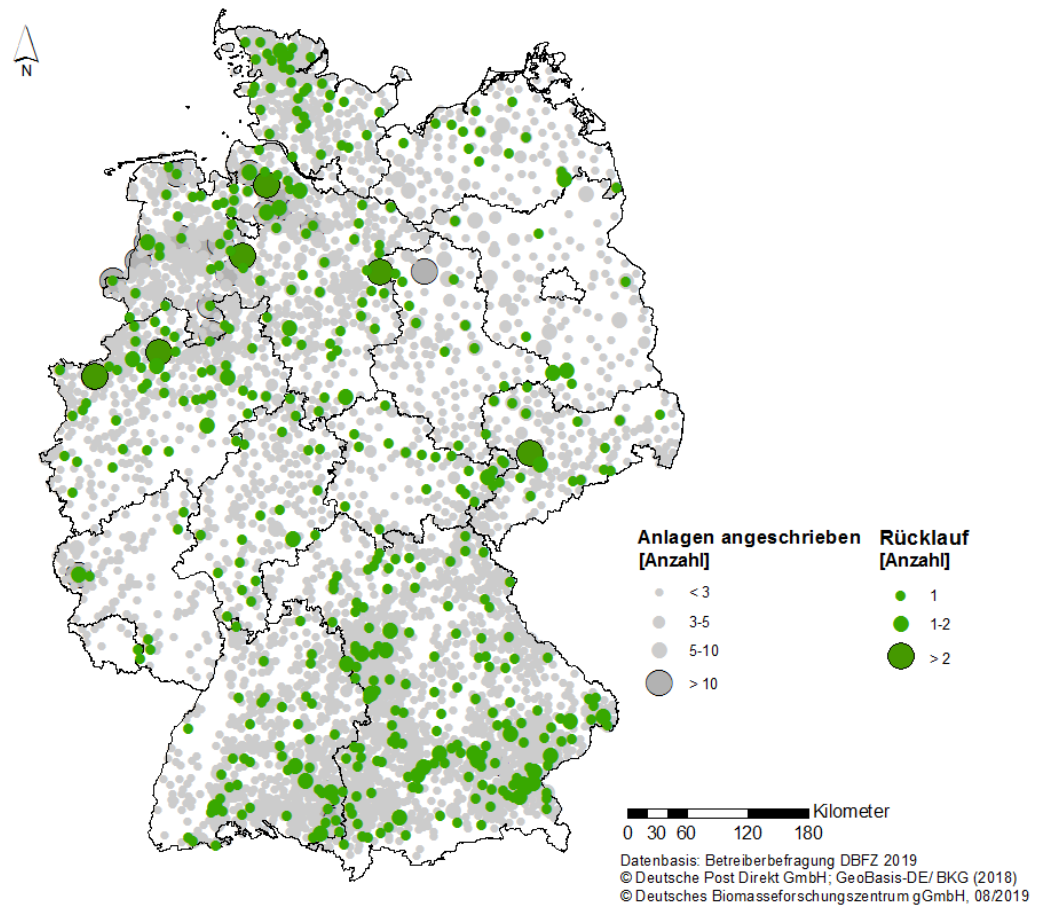 N
Anlagen angeschrieben
[Anzahl]
< 3
3-5
5-10
> 10
Rücklauf
[Anzahl]
1
1-2
> 2
Kilometer
0 30 60 120 180
Datenbasis: Betreiberbefragung DBFZ 2019
© Deutsche Post Direkt GmbH; GeoBasis-DE/ BKG (2018)
© Deutsches Biomasseforschungszentrum gGmbH, 08/2019